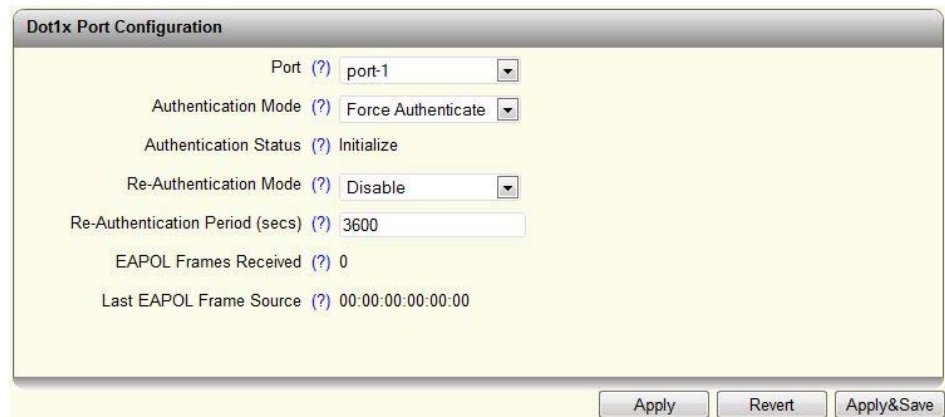 Dot1x Port Configuration
Port (?) port-1
Authentication Mode (?) Force Authenticate
Authentication Status (?) Initialize
Re-Authentication Mode (?) Disable
Re-Authentication Period (secs) (?) 3600
EAPOL Frames Received (?) 0
Last EAPOL Frame Source (?) 00:00:00:00:00:00
Apply Revert Apply&Save